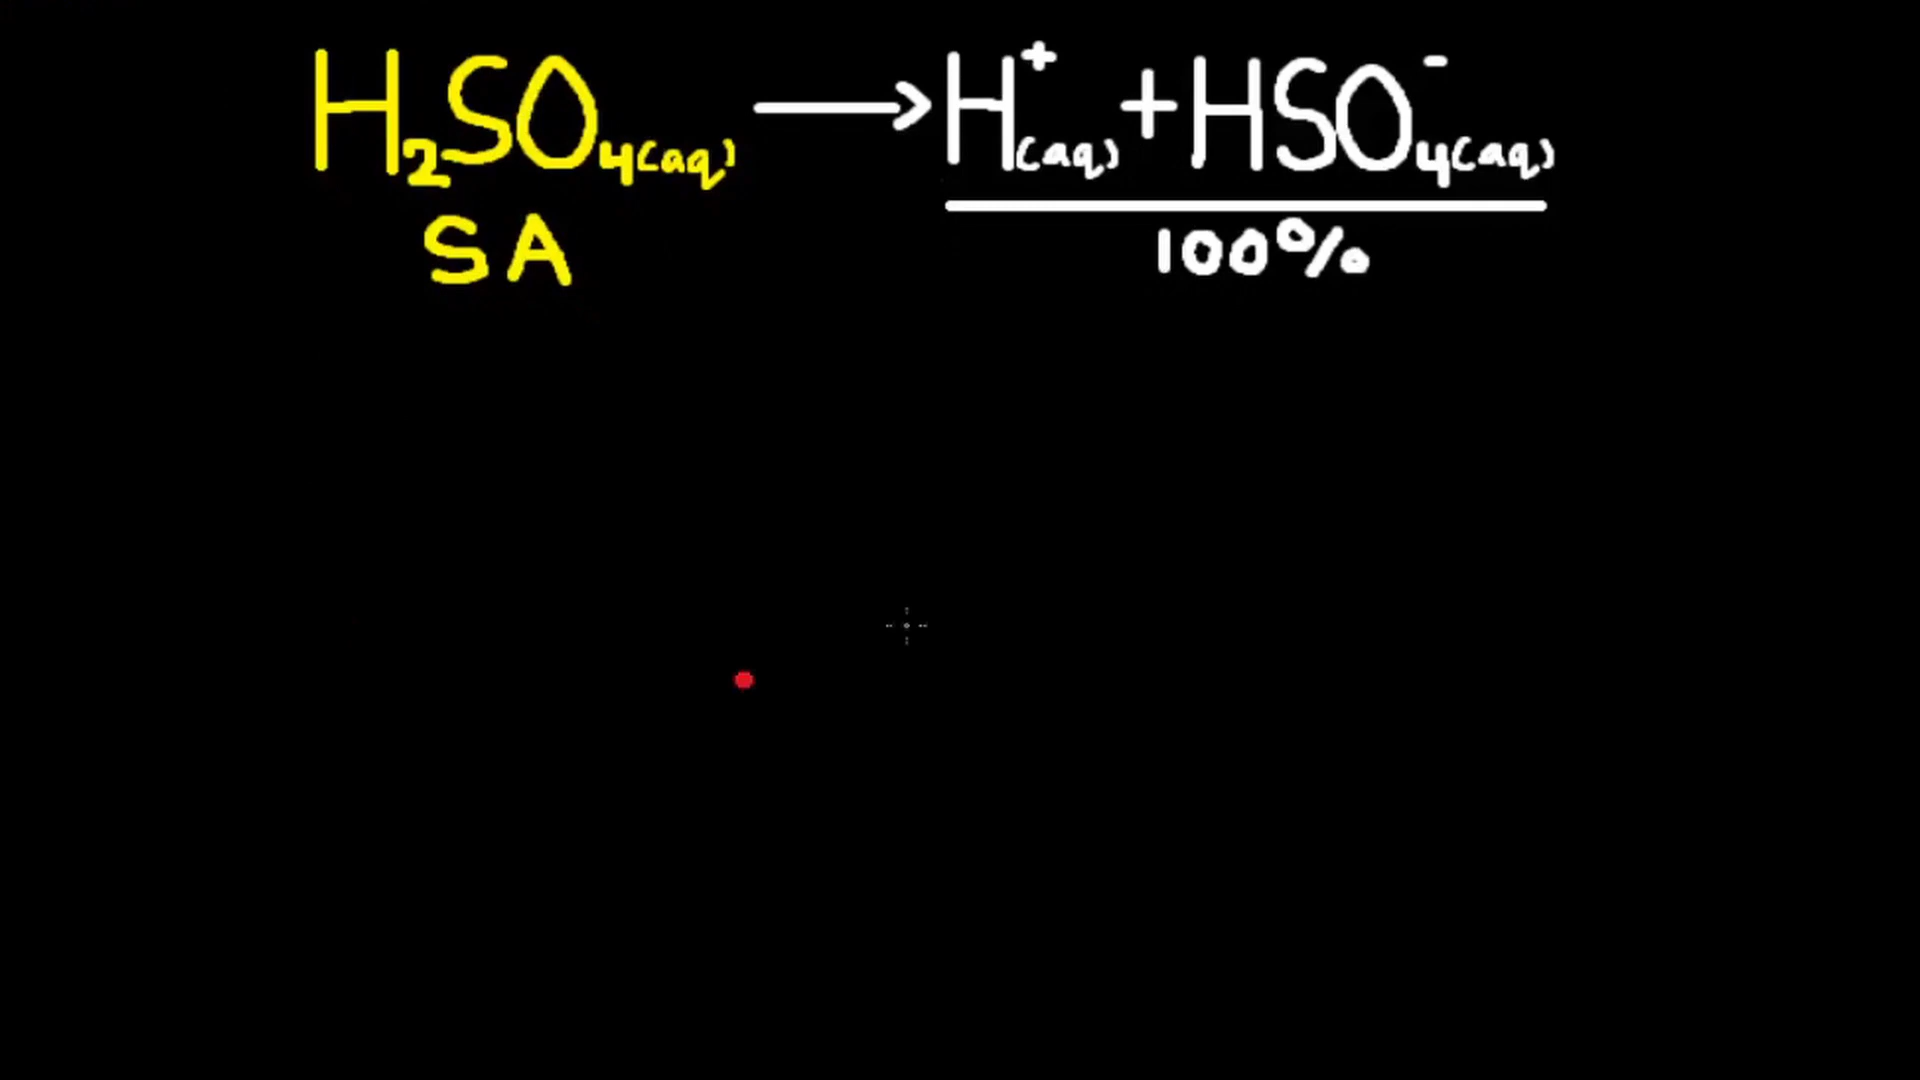 H₂SO₄(aq) → H⁺(aq) + HSO₄⁻(aq)
SA 100%